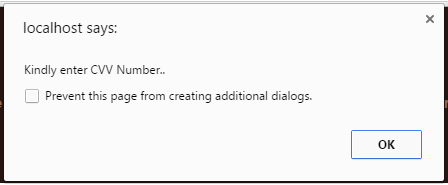 localhost says:
Kindly enter CVV Number..
Prevent this page from creating additional dialogs.
OK